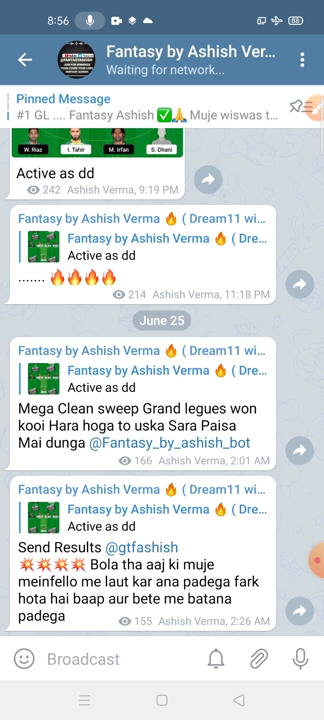 8:56
88
Fantasy by Ashish Ver...
Waiting for network...
Pinned Message
#1 GL .... Fantasy Ashish ✅🙏 Muje wiswas t...
W. Riaz I. Tahir M. Irfan S. Dhani
Active as dd
242 Ashish Verma, 9:19 PM
Fantasy by Ashish Verma 🔥 ( Dream11 wi...
Fantasy by Ashish Verma 🔥 ( Dre...
Active as dd
....... 🔥🔥🔥🔥
214 Ashish Verma, 11:18 PM
June 25
Fantasy by Ashish Verma 🔥 ( Dream11 wi...
Fantasy by Ashish Verma 🔥 ( Dre...
Active as dd
Mega Clean sweep Grand legues won
kooi Hara hoga to uska Sara Paisa
Mai dunga @Fantasy_by_ashish_bot
166 Ashish Verma, 2:01 AM
Fantasy by Ashish Verma 🔥 ( Dream11 wi...
Fantasy by Ashish Verma 🔥 ( Dre...
Active as dd
Send Results @gtfashish
💥💥💥💥 Bola tha aaj ki muje
meinfello me laut kar ana padega fark
hota hai baap aur bete me batana
padega
155 Ashish Verma, 2:26 AM
Broadcast